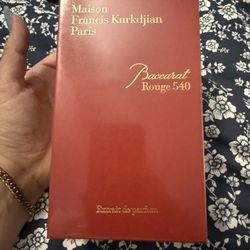 Maison
Francis Kurkdjian
Paris
Baccarat
Rouge 540
Extrait de parfum